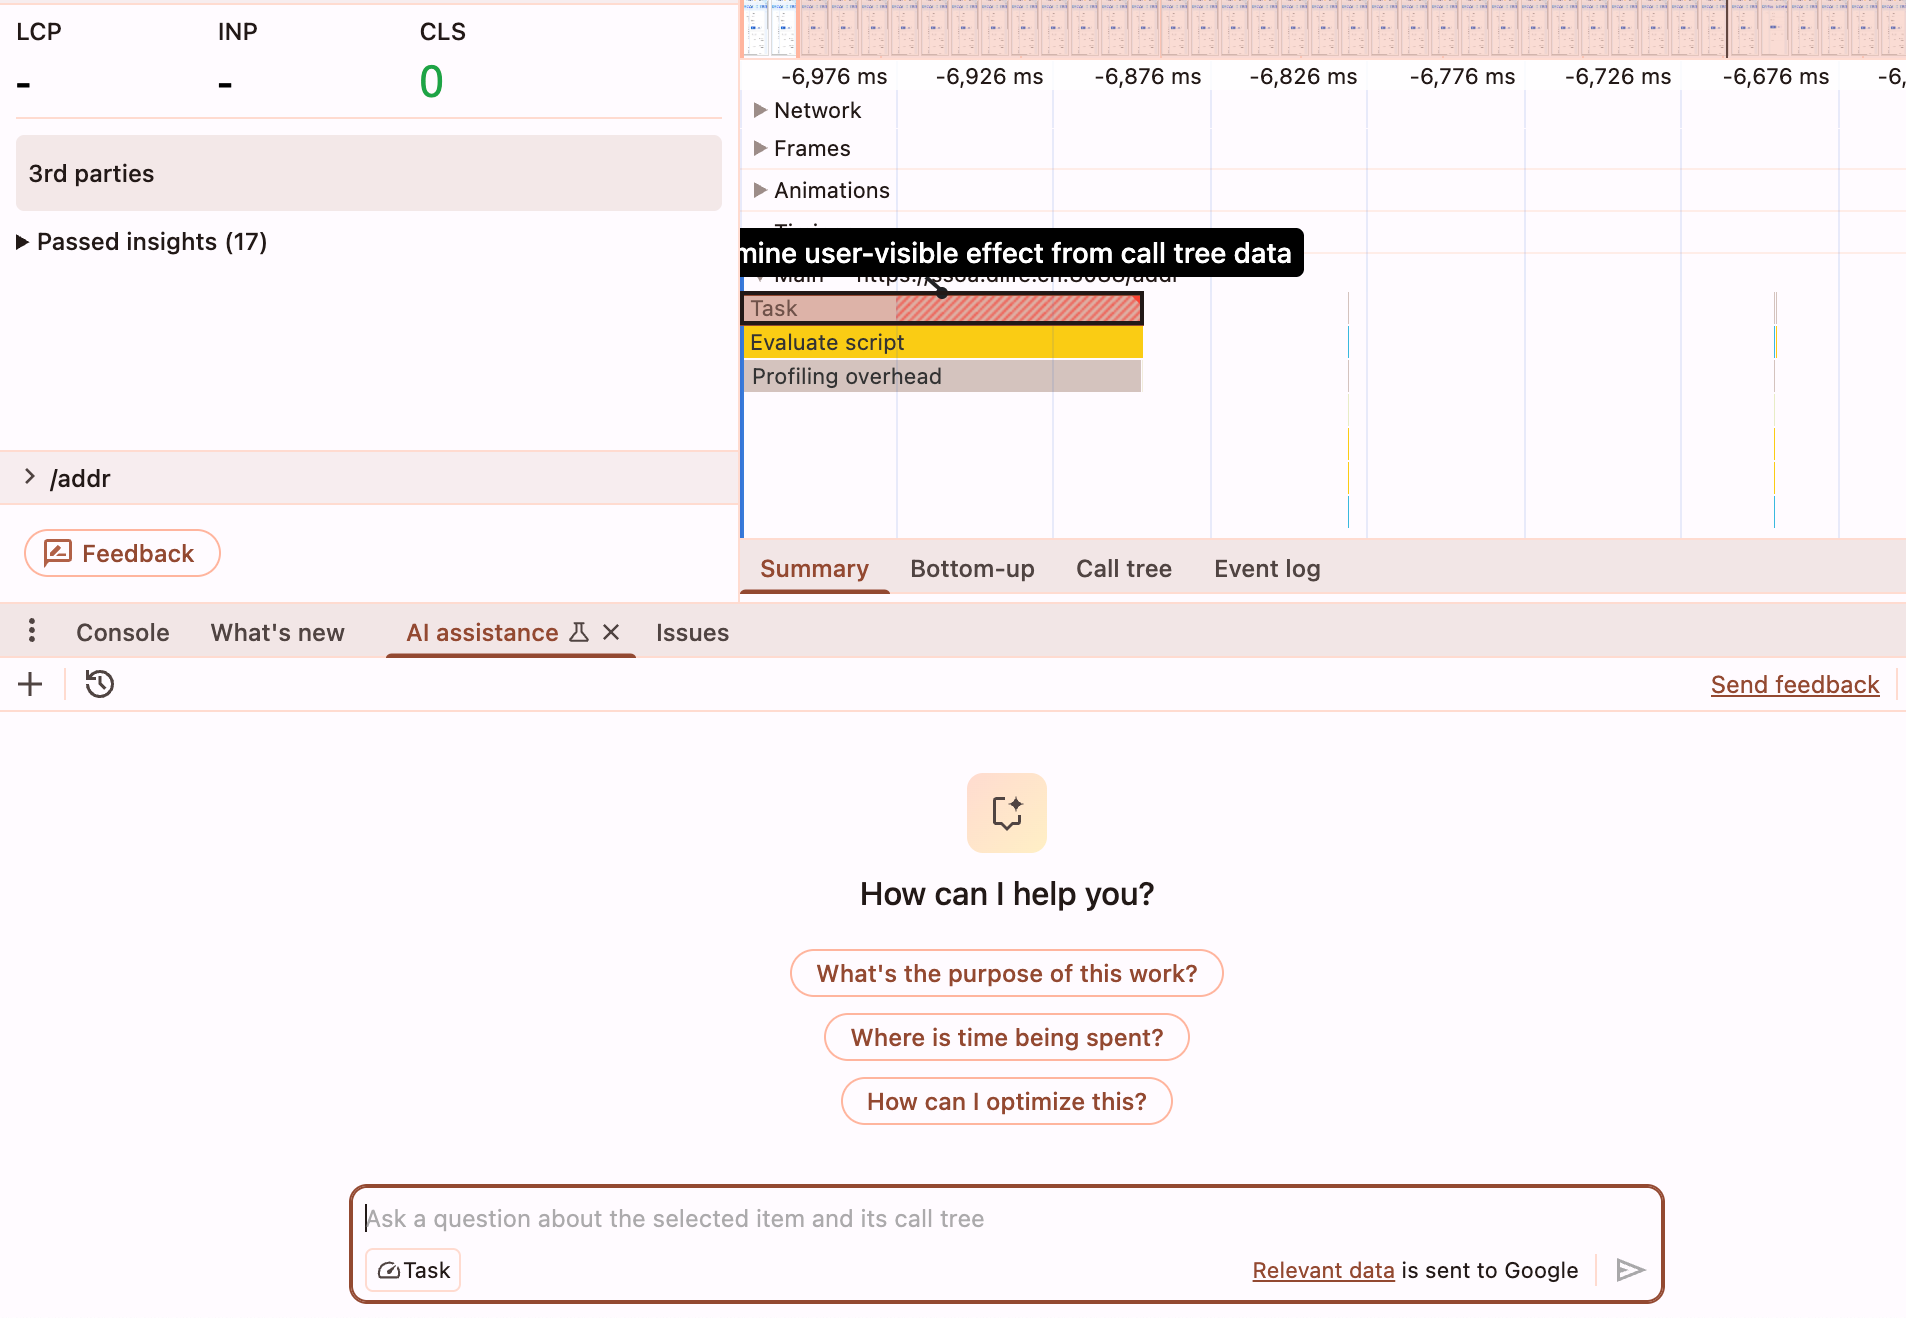 LCP INP CLS
- - 0
3rd parties
Passed insights (17)
/addr
Feedback
-6,976 ms -6,926 ms -6,876 ms -6,826 ms -6,776 ms -6,726 ms -6,676 ms -6,
Network
Frames
Animations
mine user-visible effect from call tree data
Main
Task
Evaluate script
Profiling overhead
Summary Bottom-up Call tree Event log
Console What's new AI assistance Issues
Send feedback
How can I help you?
What's the purpose of this work?
Where is time being spent?
How can I optimize this?
Ask a question about the selected item and its call tree
Task Relevant data is sent to Google